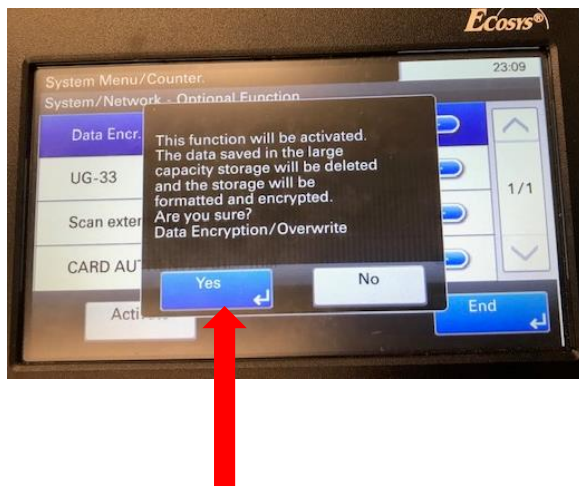 Ecosys®
System Menu/Counter.
23:09
System/Network - Optional Function
Data Encr.
This function will be activated.
The data saved in the large
capacity storage will be deleted
and the storage will be
formatted and encrypted.
Are you sure?
Data Encryption/Overwrite
UG-33
1/1
Scan exter
CARD AU
Yes
No
Acti
End